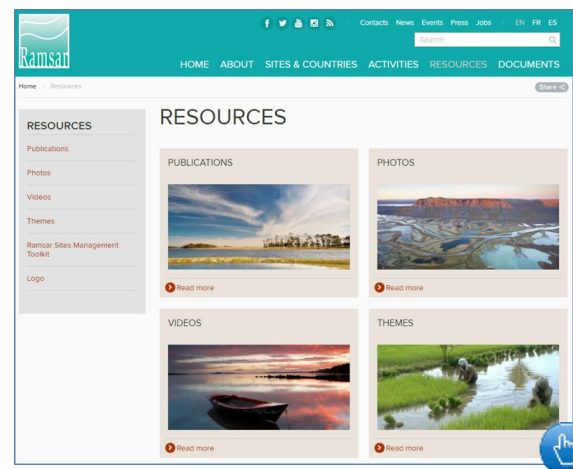 Contacts News Events Press Jobs EN FR ES
Search...
Ramsar
HOME ABOUT SITES & COUNTRIES ACTIVITIES RESOURCES DOCUMENTS
Home > Resources
Share
RESOURCES
Publications
Photos
Videos
Themes
Ramsar Sites Management
Toolkit
Logo
RESOURCES
PUBLICATIONS
Read more
PHOTOS
Read more
VIDEOS
Read more
THEMES
Read more